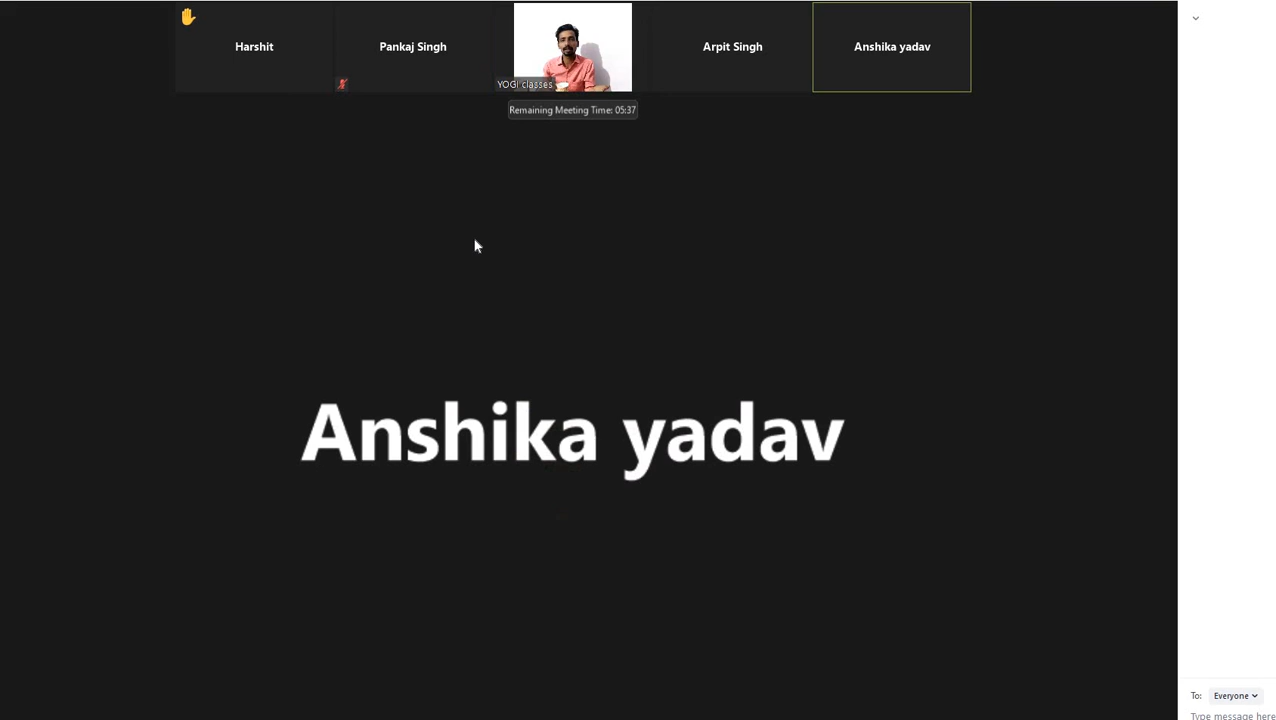 Harshit
Pankaj Singh
YOGI classes
Arpit Singh
Anshika yadav
Remaining Meeting Time: 05:37
Anshika yadav
To: Everyone
Type message here